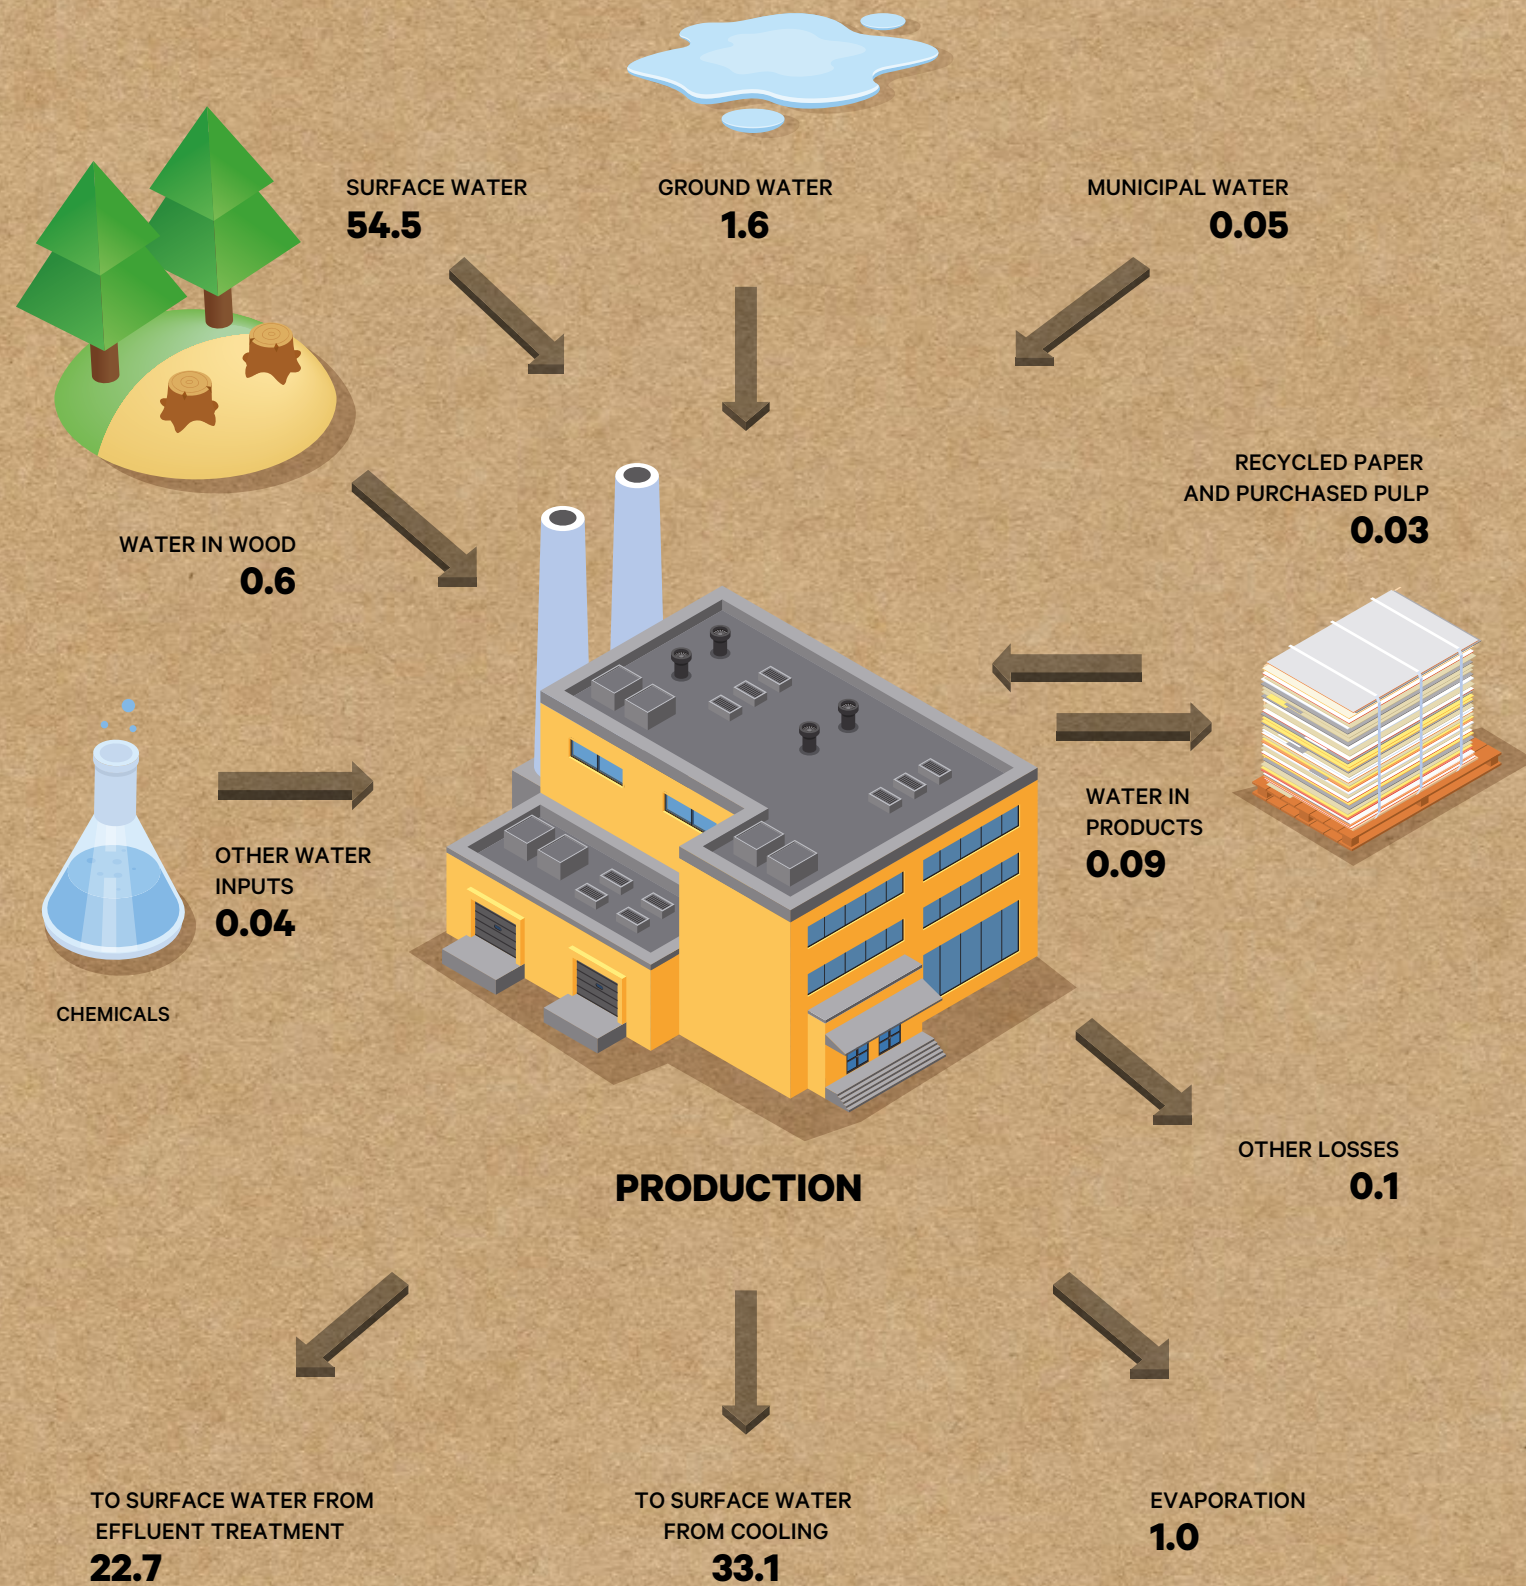 SURFACE WATER
54.5
GROUND WATER
1.6
MUNICIPAL WATER
0.05
RECYCLED PAPER
AND PURCHASED PULP
0.03
WATER IN WOOD
0.6
WATER IN
PRODUCTS
0.09
OTHER WATER
INPUTS
0.04
CHEMICALS
OTHER LOSSES
0.1
PRODUCTION
TO SURFACE WATER FROM
EFFLUENT TREATMENT
22.7
TO SURFACE WATER
FROM COOLING
33.1
EVAPORATION
1.0